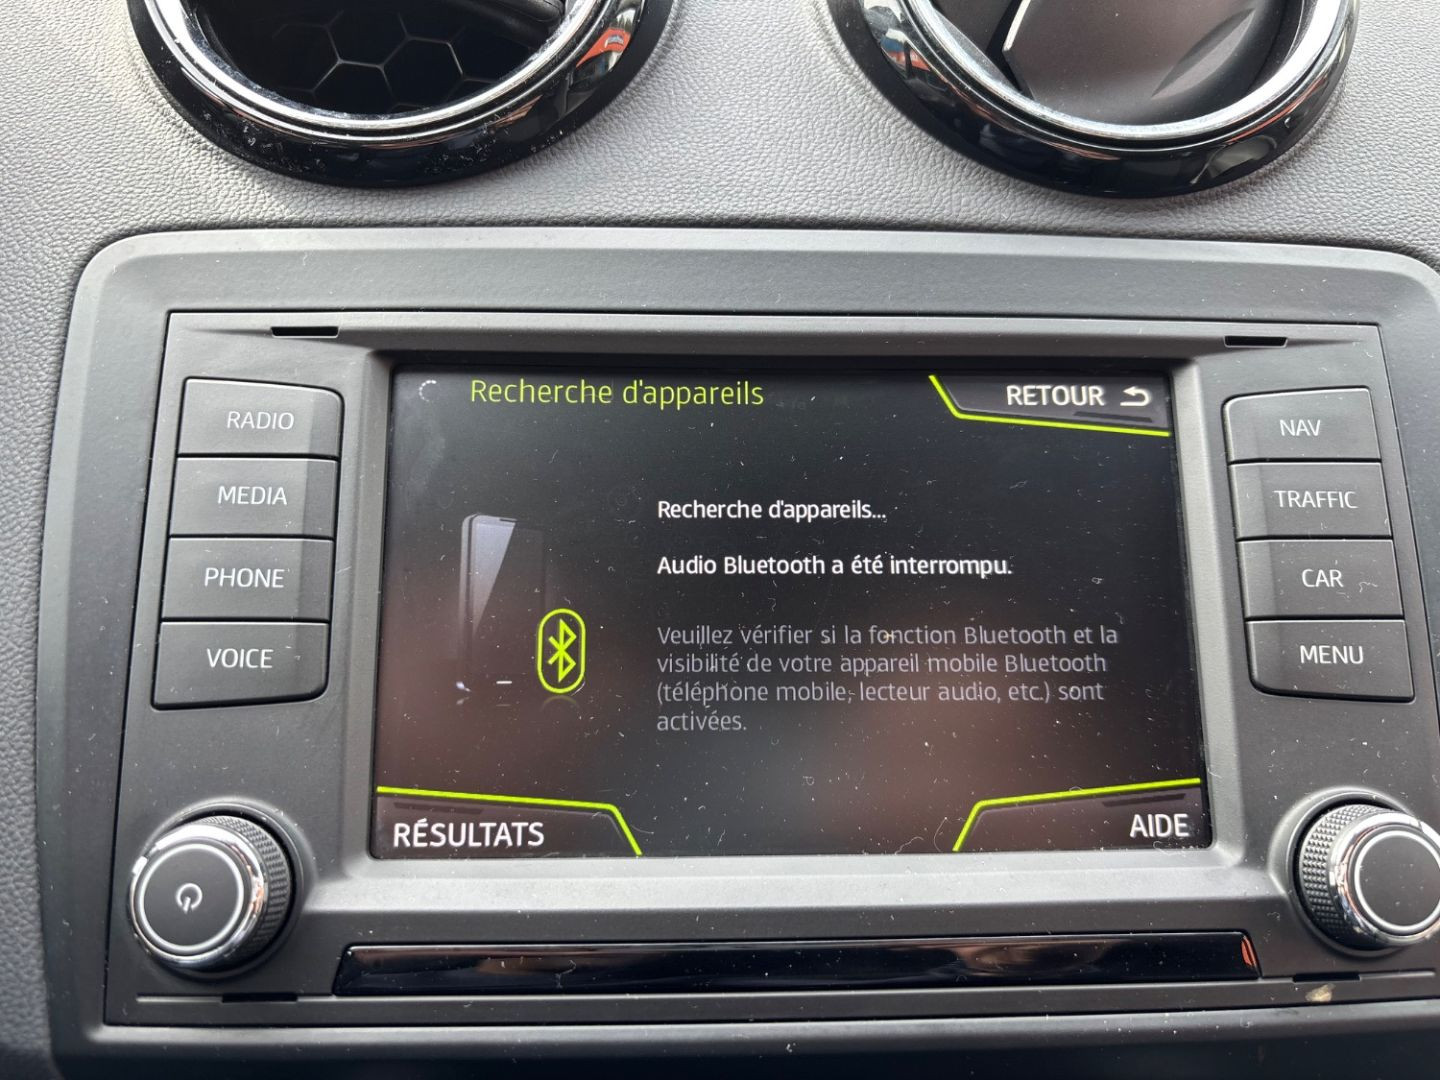 Recherche d'appareils
RETOUR
RADIO
MEDIA
PHONE
VOICE
Recherche d'appareils...
Audio Bluetooth a été interrompu.
Veuillez vérifier si la fonction Bluetooth et la
visibilité de votre appareil mobile Bluetooth
(téléphone mobile, lecteur audio, etc.) sont
activées.
NAV
TRAFFIC
CAR
MENU
RÉSULTATS
AIDE